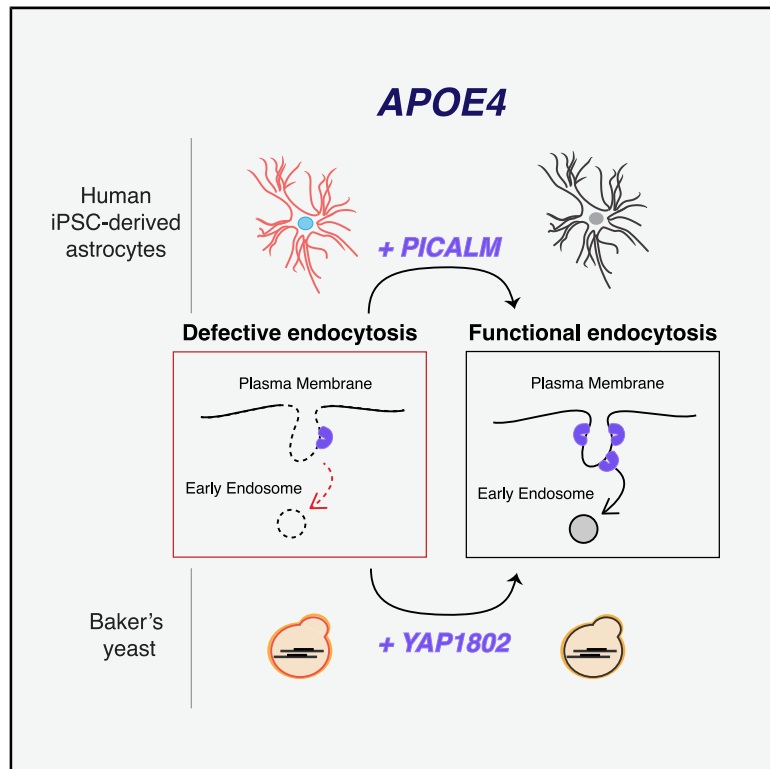 APOE4
Human
iPSC-derived
astrocytes
+ PICALM
Defective endocytosis
Functional endocytosis
Plasma Membrane
Early Endosome
Plasma Membrane
Early Endosome
Baker's
yeast
+ YAP1802